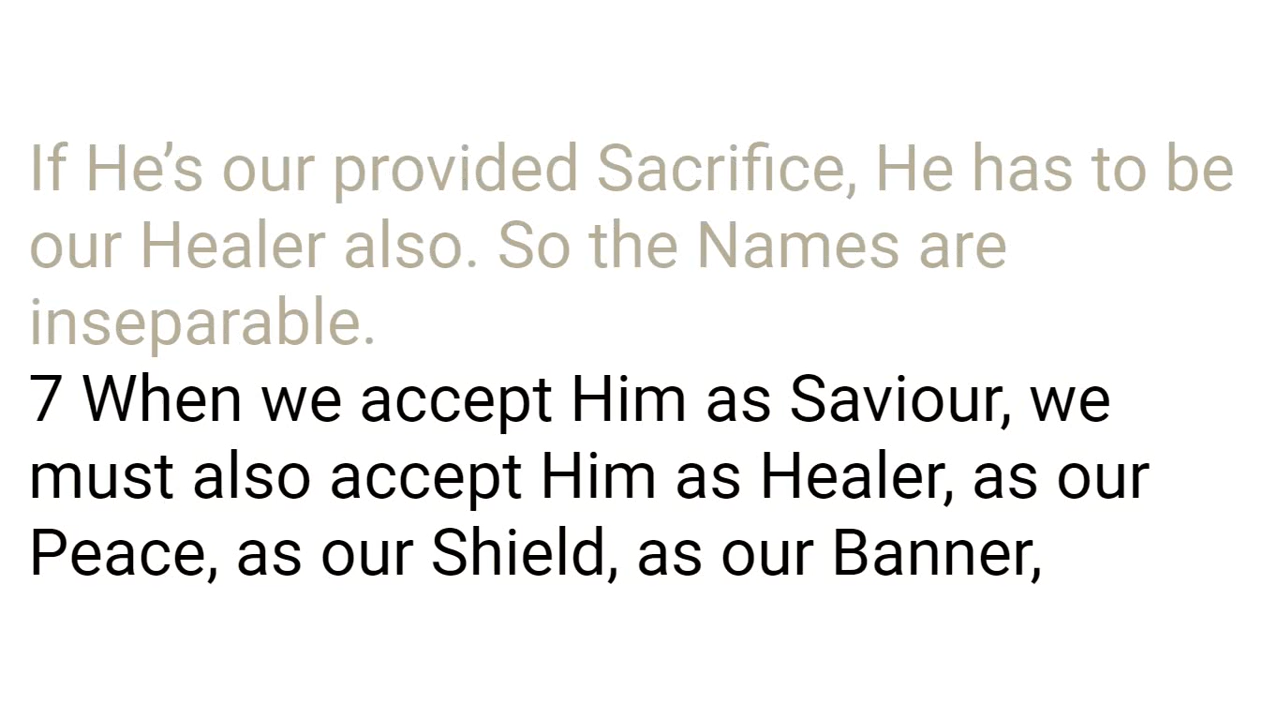 If He’s our provided Sacrifice, He has to be
our Healer also. So the Names are
inseparable.
7 When we accept Him as Saviour, we
must also accept Him as Healer, as our
Peace, as our Shield, as our Banner,